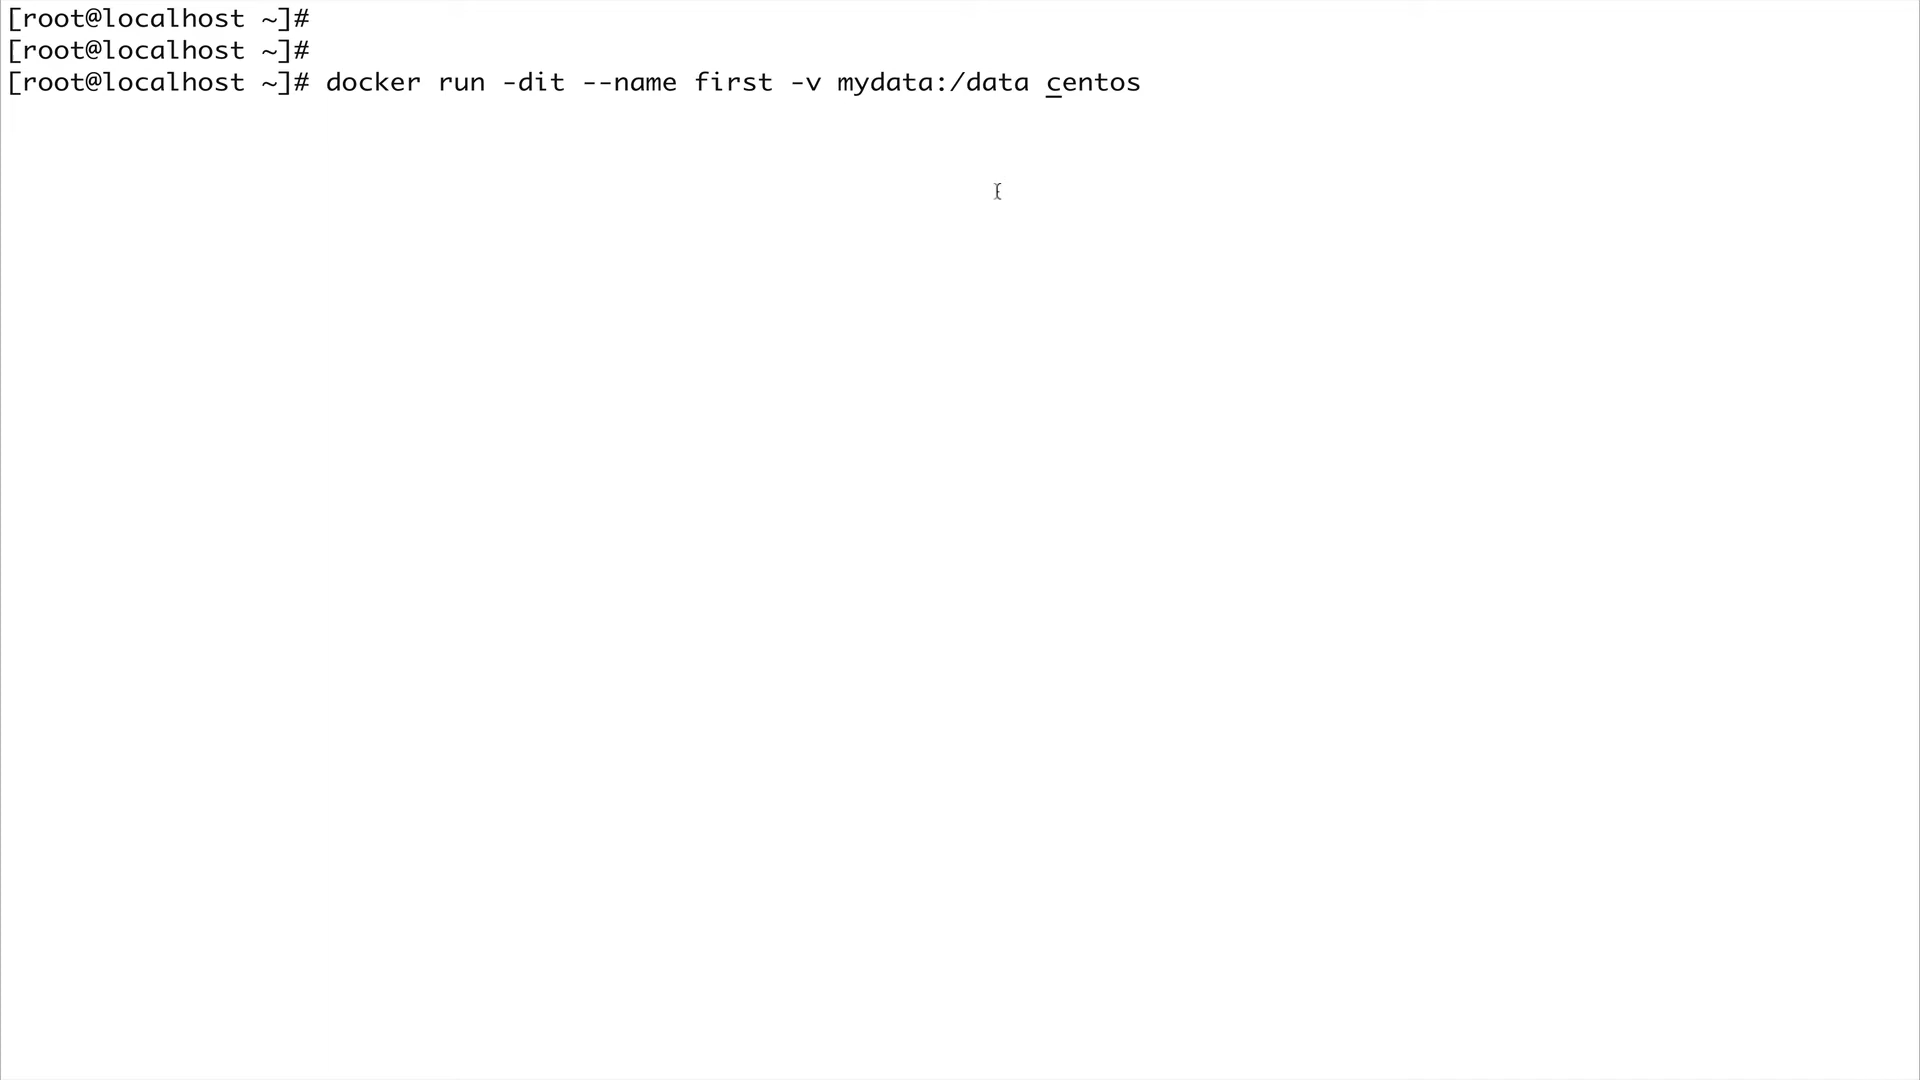 [root@localhost ~]#
[root@localhost ~]#
[root@localhost ~]# docker run -dit --name first -v mydata:/data centos